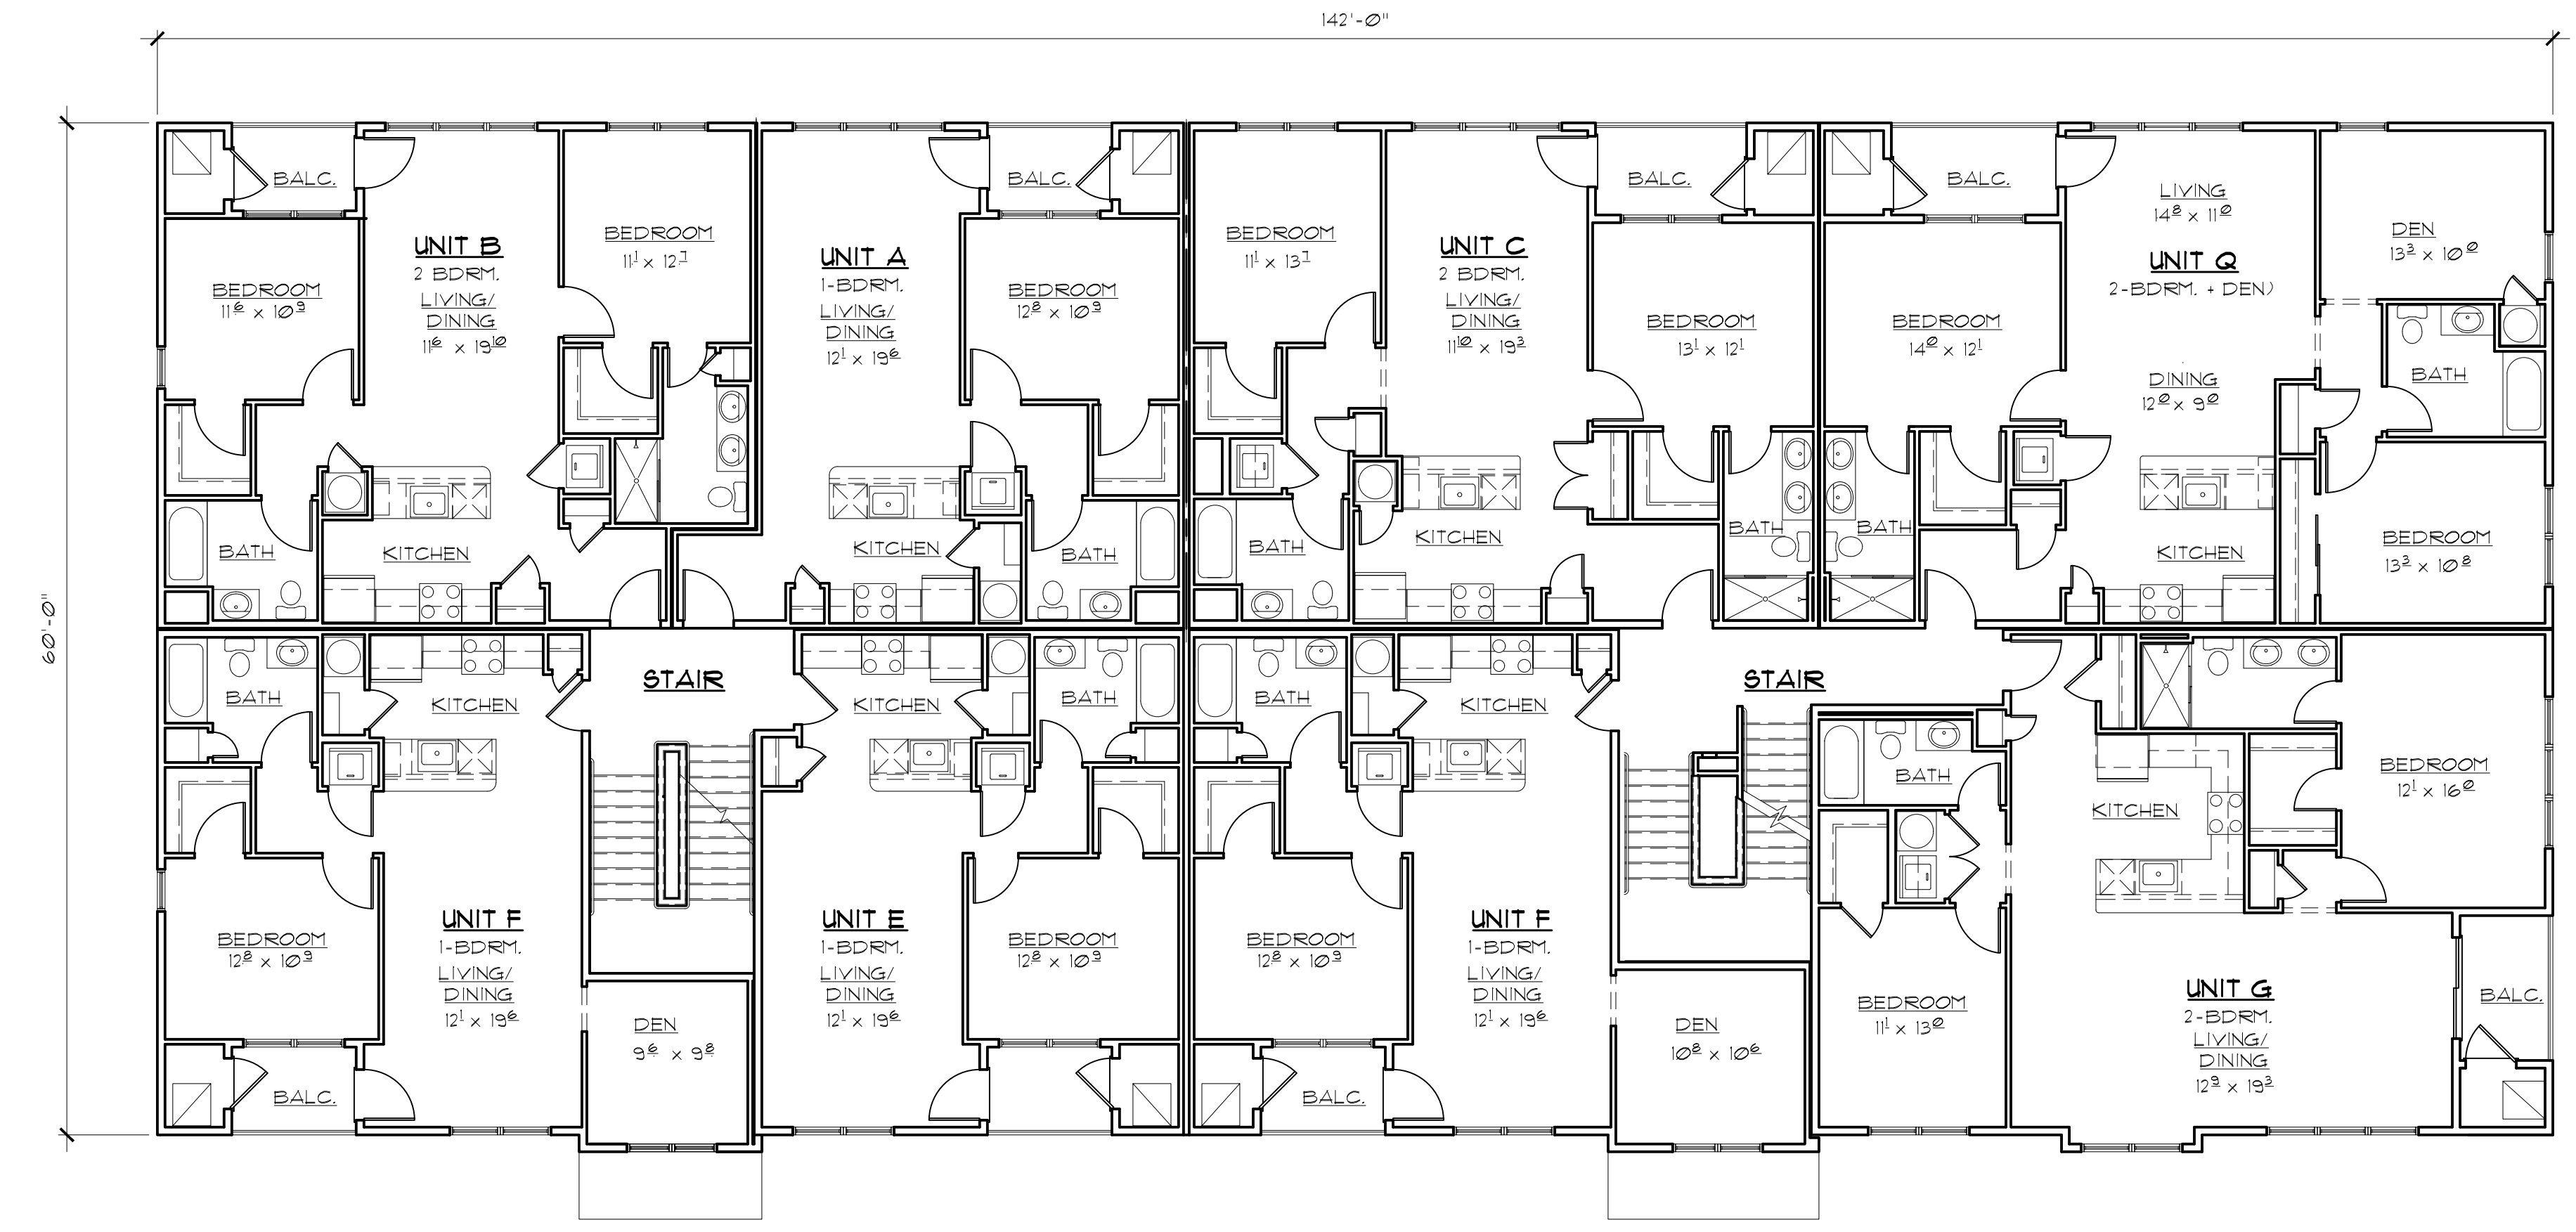 142'-0"
60'-0"
BALC.
UNIT B
2 BDRM.
LIVING/
DINING
11⁶ x 19¹⁰
BEDROOM
11⁶ x 10⁹
BEDROOM
11¹ x 12⁷
BATH
KITCHEN
UNIT A
1-BDRM.
LIVING/
DINING
12¹ x 19⁶
BALC.
BEDROOM
12⁸ x 10⁹
KITCHEN
BATH
BEDROOM
11¹ x 13⁷
UNIT C
2 BDRM.
LIVING/
DINING
11¹⁰ x 19³
BALC.
BEDROOM
13¹ x 12¹
BATH
KITCHEN
BATH
BALC.
BEDROOM
14⁰ x 12¹
BATH
LIVING
14⁸ x 11⁰
UNIT Q
2-BDRM. + DEN)
DINING
12⁰ x 9⁰
KITCHEN
DEN
13³ x 10⁰
BATH
BEDROOM
13³ x 10⁸
BATH
KITCHEN
BEDROOM
12⁸ x 10⁹
UNIT F
1-BDRM.
LIVING/
DINING
12¹ x 19⁶
BALC.
STAIR
DEN
9⁶ x 9⁸
KITCHEN
BATH
UNIT E
1-BDRM.
LIVING/
DINING
12¹ x 19⁶
BEDROOM
12⁸ x 10⁹
BATH
KITCHEN
BEDROOM
12⁸ x 10⁹
UNIT F
1-BDRM.
LIVING/
DINING
12¹ x 19⁶
BALC.
STAIR
DEN
10⁸ x 10⁶
BATH
BEDROOM
11¹ x 13⁰
KITCHEN
BEDROOM
12¹ x 16⁰
UNIT G
2-BDRM.
LIVING/
DINING
12⁹ x 19³
BALC.